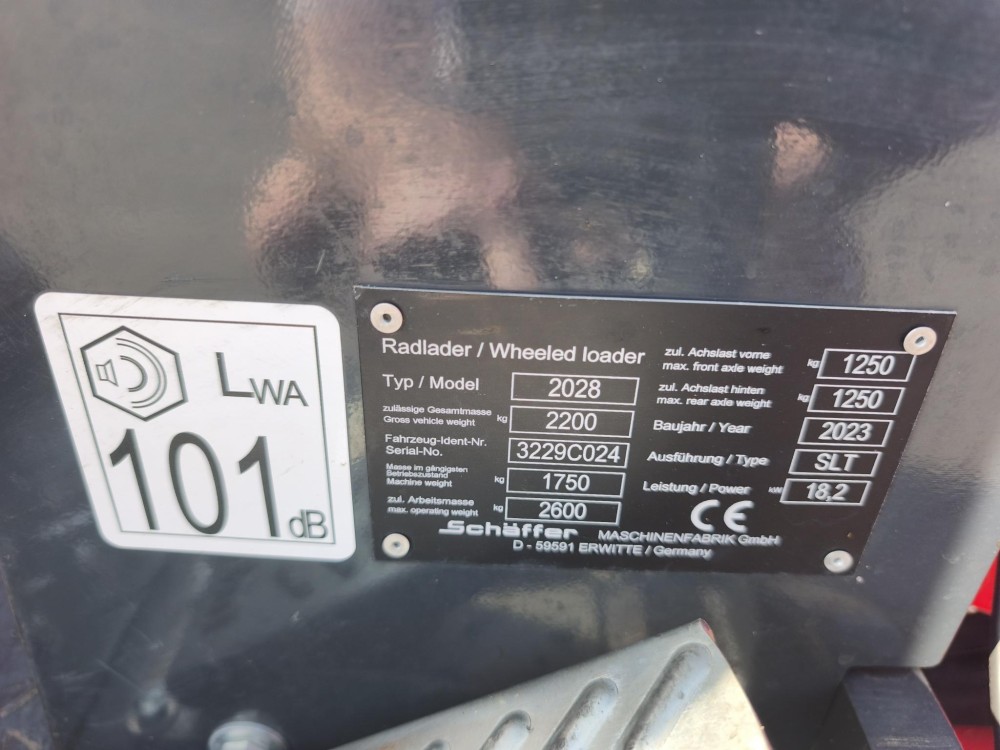 LWA
101 dB
Radlader / Wheeled loader
Typ / Model 2028
zulässige Gesamtmasse
Gross vehicle weight kg 2200
Fahrzeug-Ident-Nr.
Serial-No. 3229C024
Masse im gängigsten
Betriebszustand
Machine weight kg 1750
zul. Arbeitsmasse
max. operating weight kg 2600
zul. Achslast vorne
max. front axle weight kg 1250
zul. Achslast hinten
max. rear axle weight kg 1250
Baujahr / Year 2023
Ausführung / Type SLT
Leistung / Power kW 18,2
CE
Schäffer MASCHINENFABRIK GmbH
D - 59591 ERWITTE / Germany